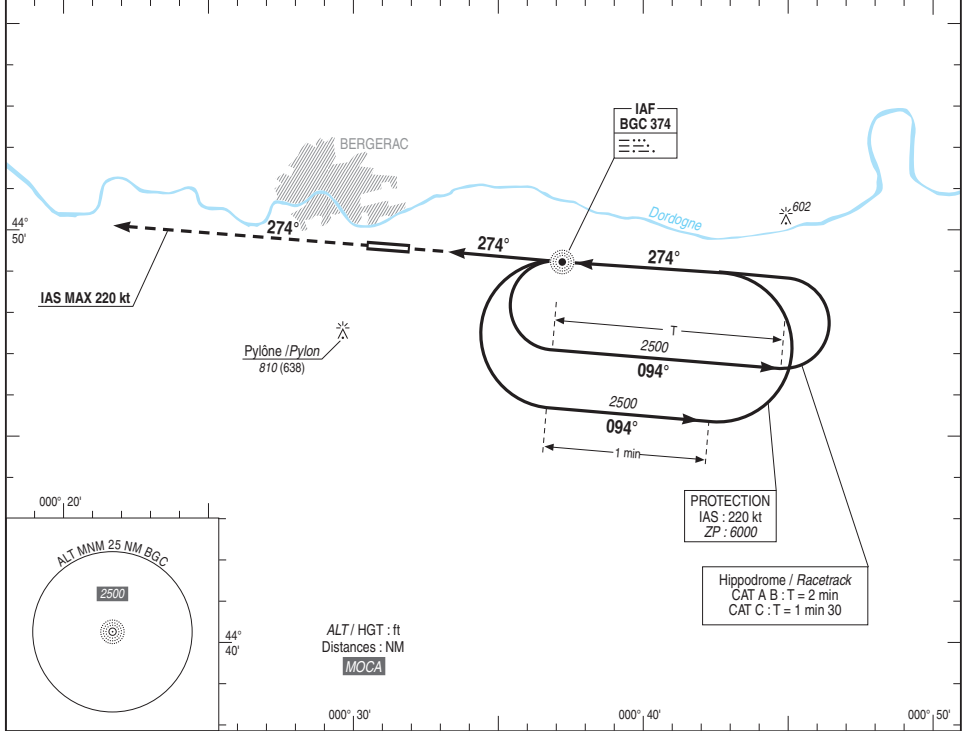 IAF
BGC 374
BERGERAC
602
Dordogne
44°
50'
274°
274°
274°
IAS MAX 220 kt
T
Pylône / Pylon
810 (638)
2500
094°
2500
094°
1 min
000° 20'
PROTECTION
IAS : 220 kt
ZP : 6000
ALT MNM 25 NM BGC
2500
Hippodrome / Racetrack
CAT A B : T = 2 min
CAT C : T = 1 min 30
ALT / HGT : ft
Distances : NM
MOCA
44°
40'
000° 30'
000° 40'
000° 50'